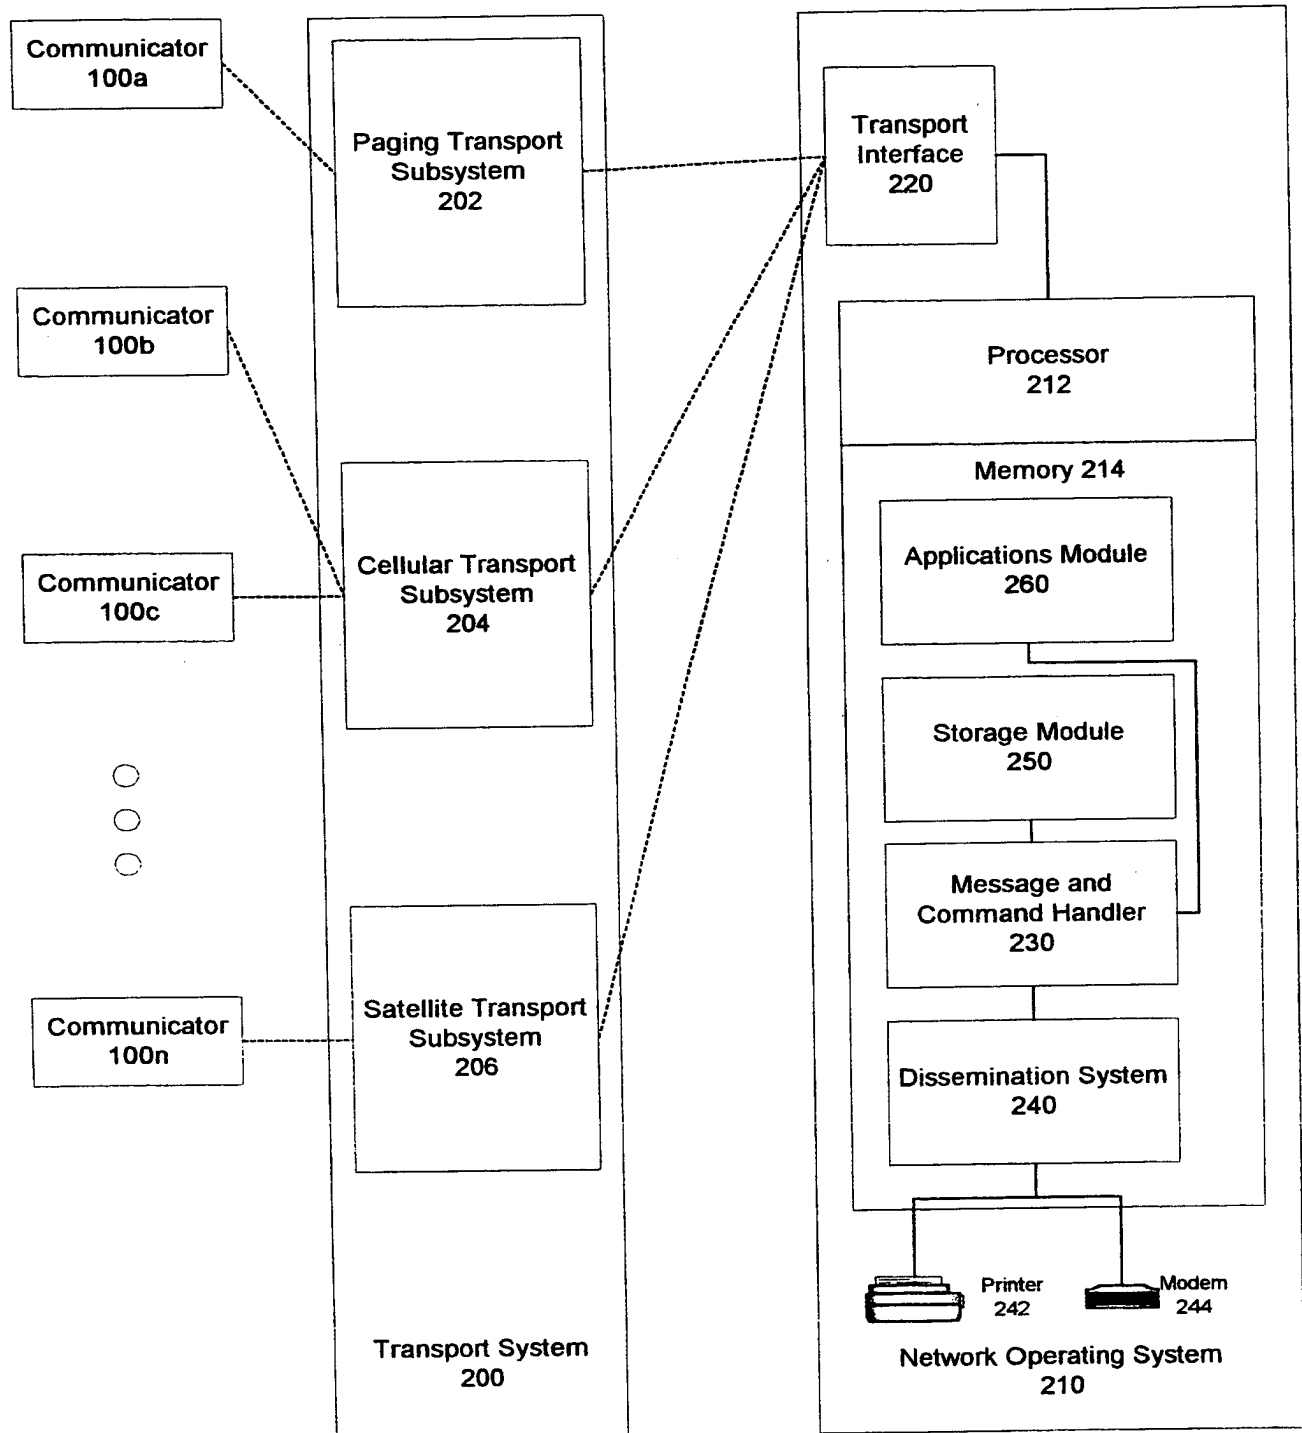 Communicator
100a
Communicator
100b
Communicator
100c
Communicator
100n
Paging Transport
Subsystem
202
Cellular Transport
Subsystem
204
Satellite Transport
Subsystem
206
Transport System
200
Transport
Interface
220
Processor
212
Memory 214
Applications Module
260
Storage Module
250
Message and
Command Handler
230
Dissemination System
240
Printer
242
Modem
244
Network Operating System
210